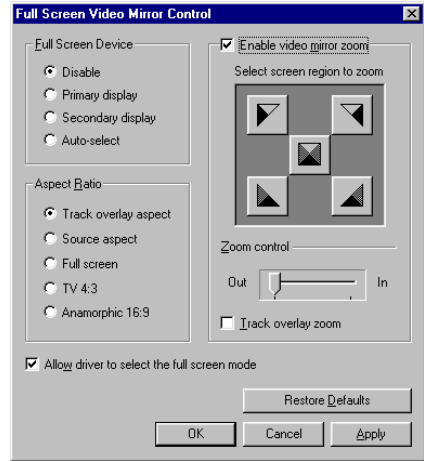 Full Screen Video Mirror Control
Full Screen Device
Disable
Primary display
Secondary display
Auto-select
Aspect Ratio
Track overlay aspect
Source aspect
Full screen
TV 4:3
Anamorphic 16:9
Enable video mirror zoom
Select screen region to zoom
Zoom control
Out In
Track overlay zoom
Allow driver to select the full screen mode
Restore Defaults
OK Cancel Apply